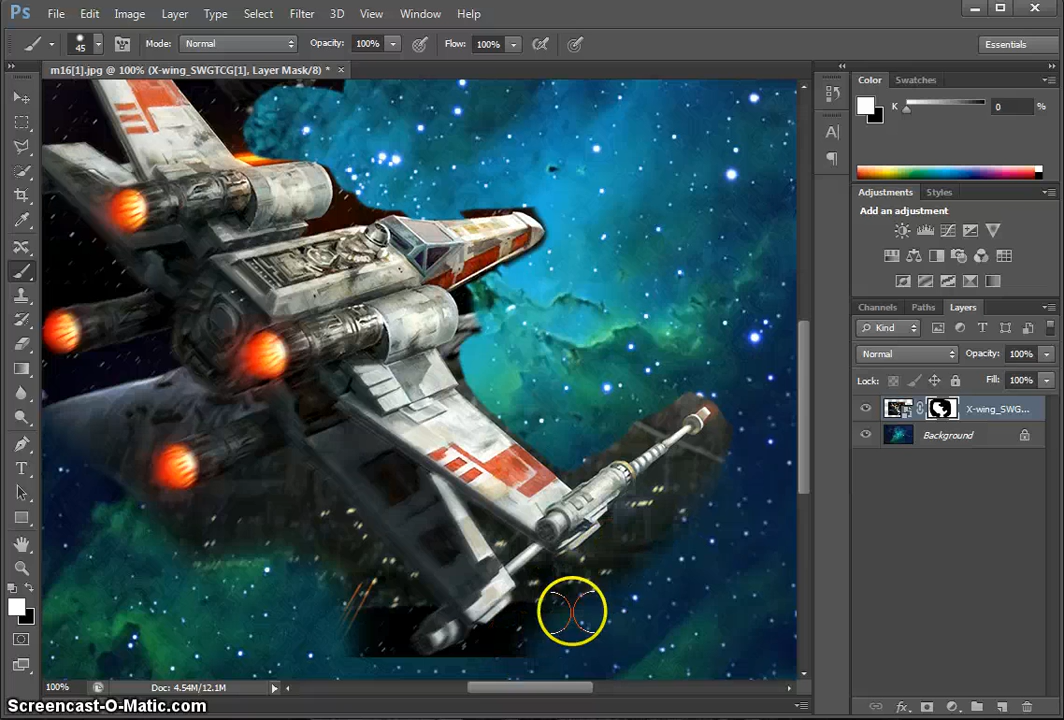 Ps File Edit Image Layer Type Select Filter 3D View Window Help
45 Mode: Normal Opacity: 100% Flow: 100% Essentials
m16[1].jpg @ 100% (X-wing_SWGTCG[1], Layer Mask/8) * ×
Color Swatches
K 0 %
A|
Adjustments Styles
Add an adjustment
Channels Paths Layers
Kind T
Normal Opacity: 100%
Lock: Fill: 100%
X-wing_SWG...
Background
T
100% Doc: 4.54M/12.1M
fx
Screencast-O-Matic.com